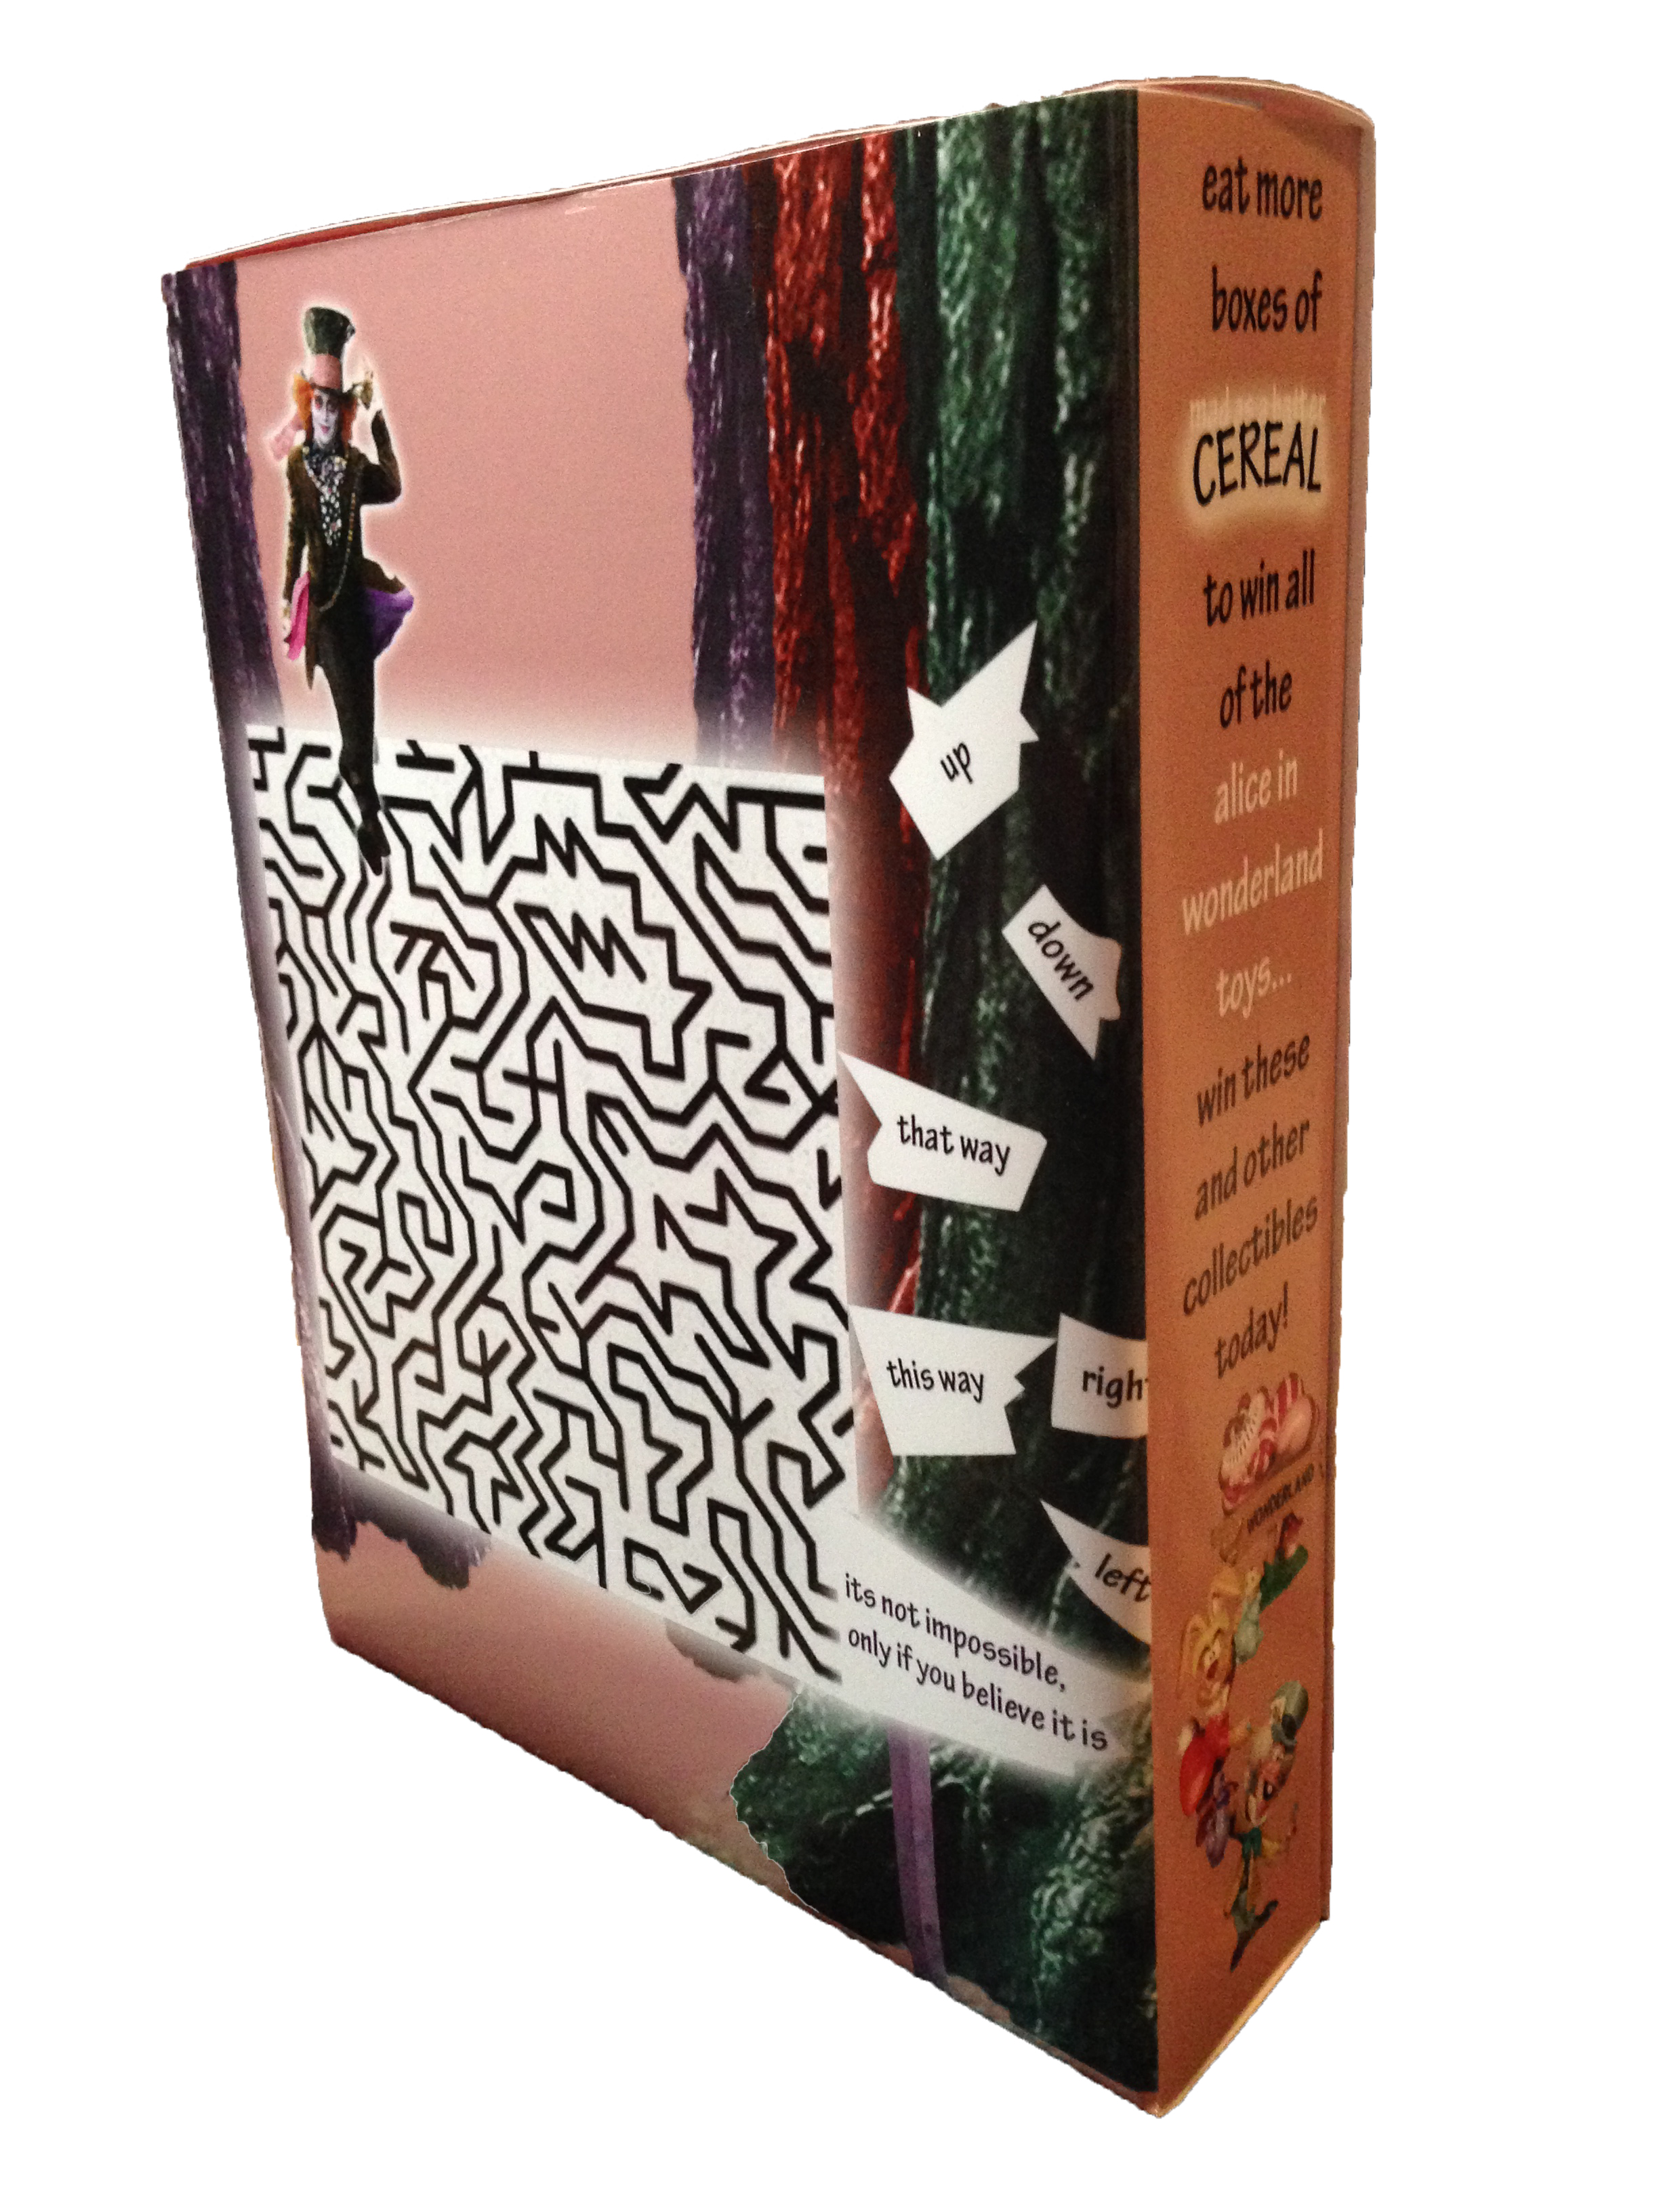 up
down
that way
this way
righ
left
its not impossible,
only if you believe it is
eat more
boxes of
CEREAL
to win all
of the
alice in
wonderland
toys...
win these
and other
collectibles
today!
WONDERLAND